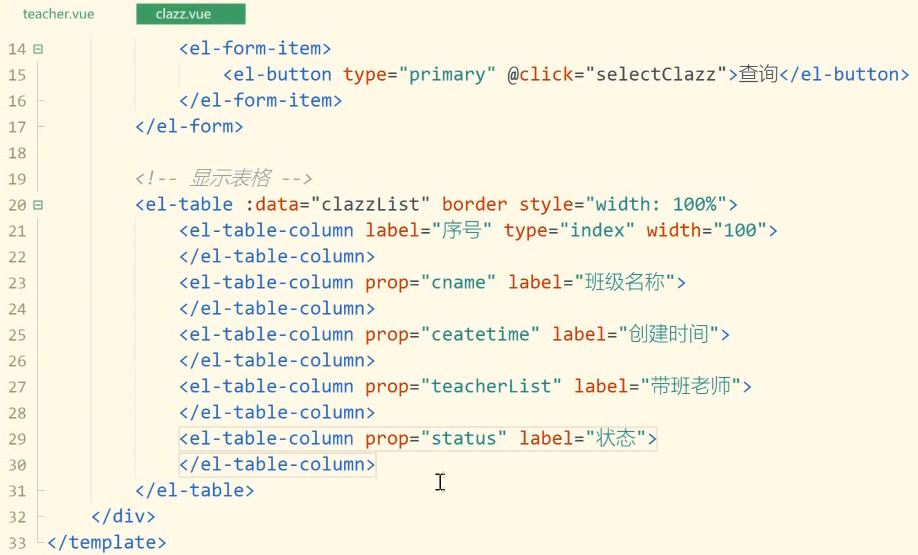 teacher.vue clazz.vue
14 <el-form-item>
15 <el-button type="primary" @click="selectClazz">查询</el-button>
16 </el-form-item>
17 </el-form>
18
19 <!-- 显示表格 -->
20 <el-table :data="clazzList" border style="width: 100%">
21 <el-table-column label="序号" type="index" width="100">
22 </el-table-column>
23 <el-table-column prop="cname" label="班级名称">
24 </el-table-column>
25 <el-table-column prop="ceatetime" label="创建时间">
26 </el-table-column>
27 <el-table-column prop="teacherList" label="带班老师">
28 </el-table-column>
29 <el-table-column prop="status" label="状态">
30 </el-table-column>
31 </el-table>
32 </div>
33 </template>